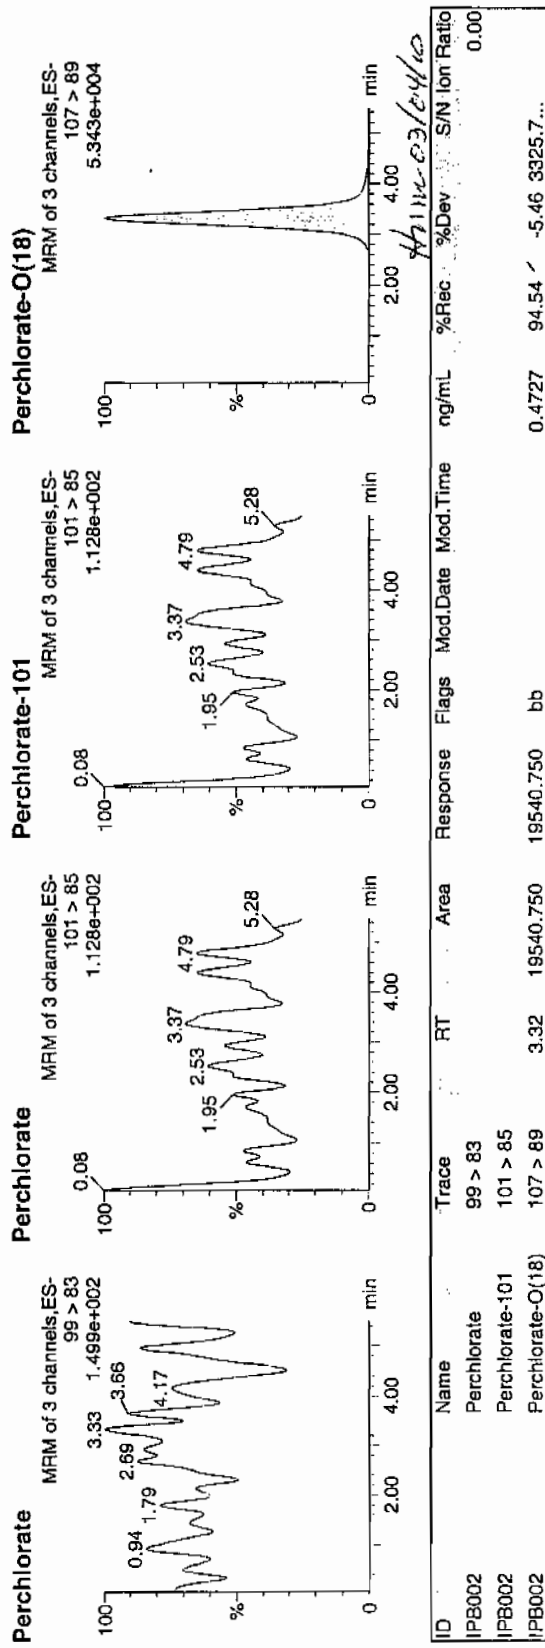 Perchlorate
MRM of 3 channels,ES-
99 > 83
1.499e+002
100
%
0
0.94
1.79
2.69
3.33
3.66
4.17
2.00
4.00
min
Perchlorate
MRM of 3 channels,ES-
101 > 85
1.128e+002
100
%
0
0.08
1.95
2.53
3.37
4.79
5.28
2.00
4.00
min
Perchlorate-101
MRM of 3 channels,ES-
101 > 85
1.128e+002
100
%
0
0.08
1.95
2.53
3.37
4.79
5.28
2.00
4.00
min
Perchlorate-O(18)
MRM of 3 channels,ES-
107 > 89
5.343e+004
100
%
0
2.00
4.00
min
03/04/10
ID Name Trace RT Area Response Flags Mod.Date Mod.Time ng/mL %Rec %Dev S/N Ion Ratio
IPB002 Perchlorate 99 > 83 0.00
IPB002 Perchlorate-101 101 > 85
IPB002 Perchlorate-O(18) 107 > 89 3.32 19540.750 19540.750 bb 0.4727 94.54 -5.46 3325.7...